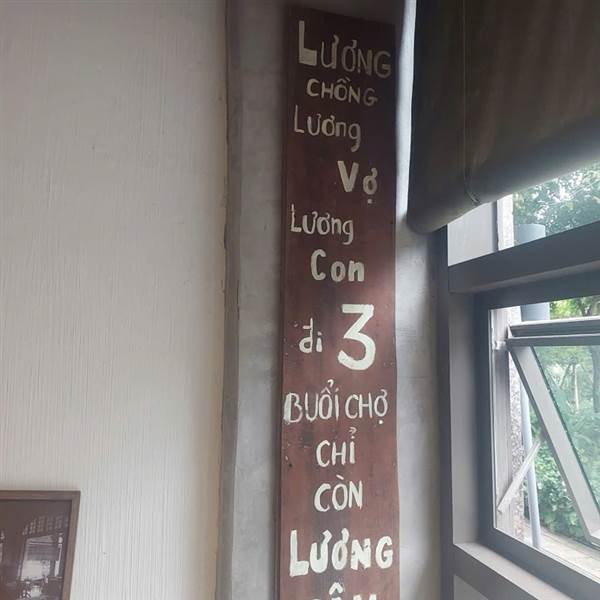 LƯƠNG
CHỒNG
Lương
Vợ
Lương
Con
đi 3
BUỔI CHỢ
CHỈ
CÒN
LƯƠNG